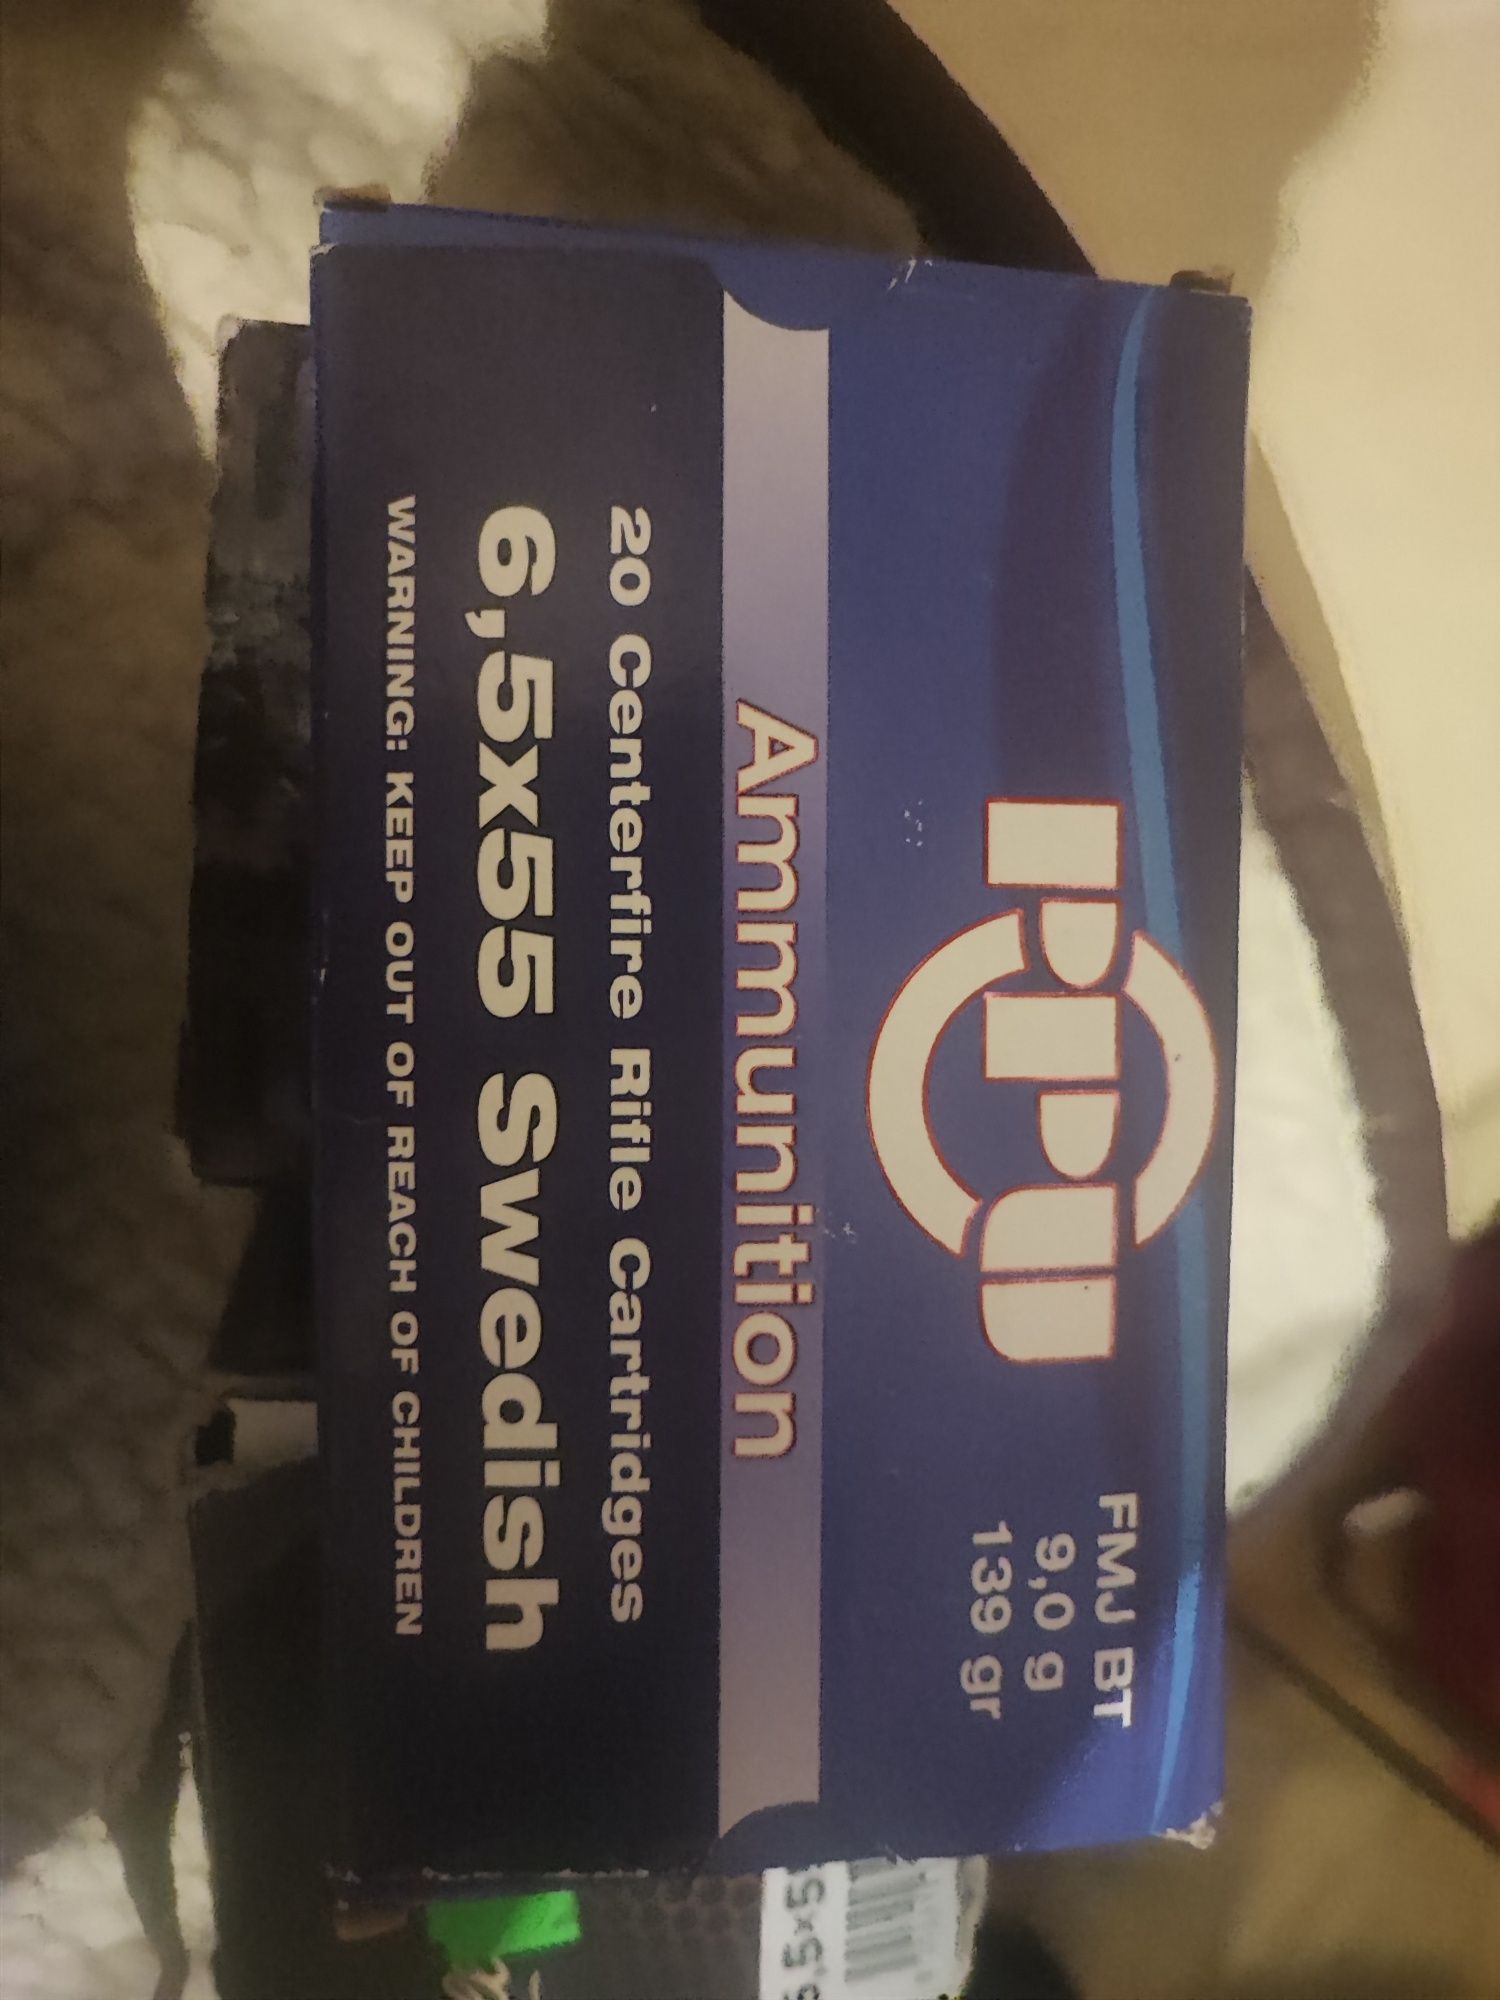 PPU
FMJ BT
9,0 g
139 gr
Ammunition
20 Centerfire Rifle Cartridges
6,5x55 Swedish
WARNING: KEEP OUT OF REACH OF CHILDREN